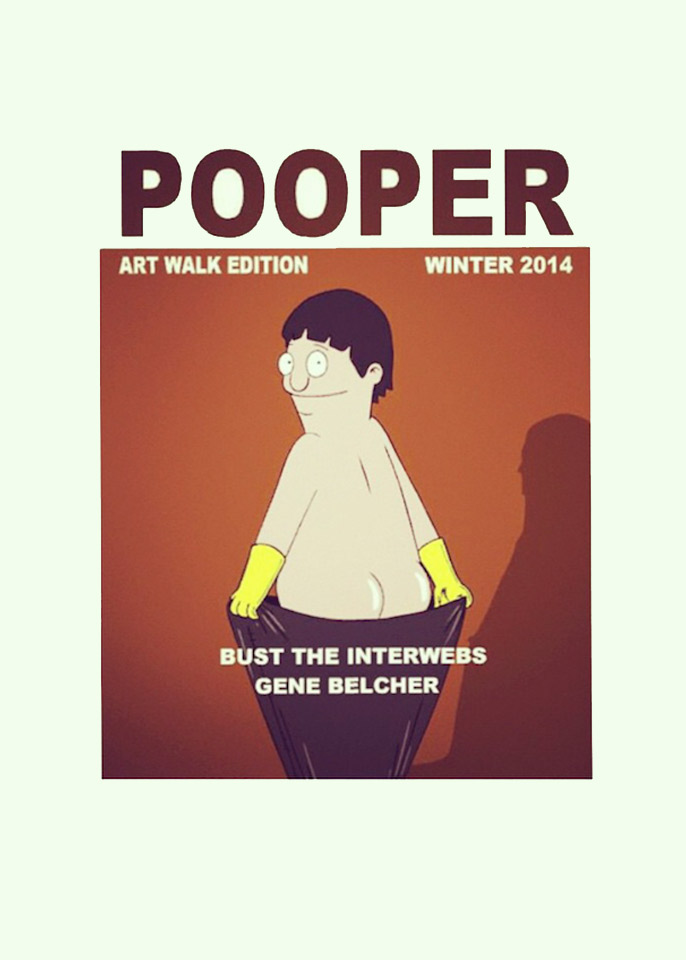 POOPER
ART WALK EDITION WINTER 2014
BUST THE INTERWEBS
GENE BELCHER